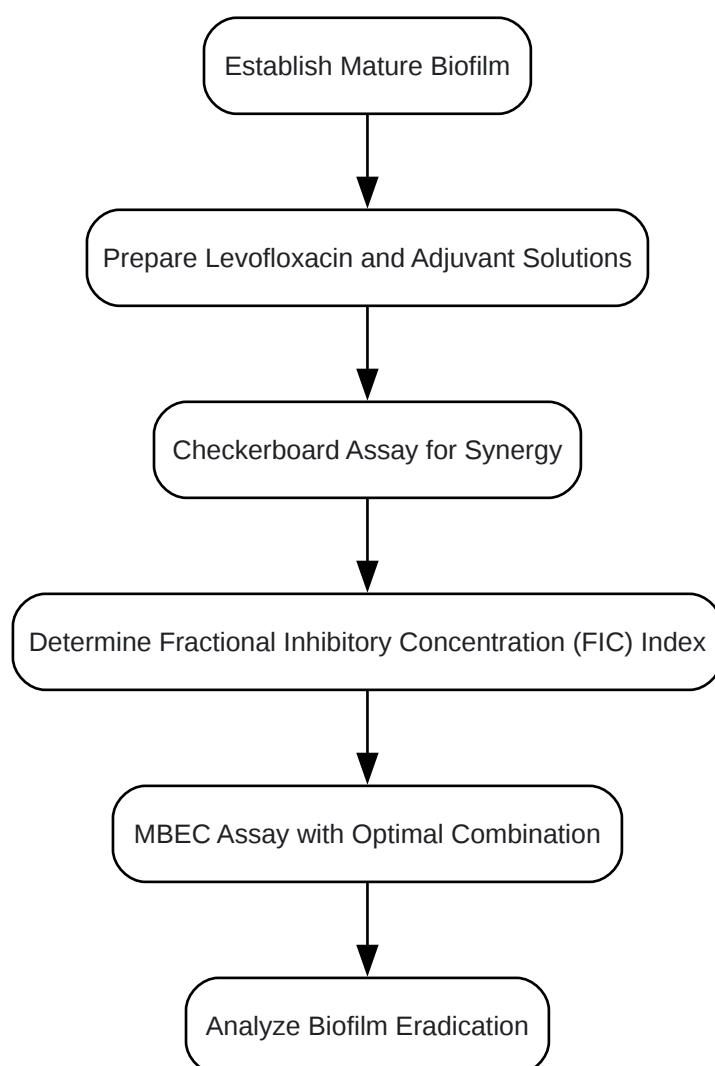 Establish Mature Biofilm
Prepare Levofloxacin and Adjuvant Solutions
Checkerboard Assay for Synergy
Determine Fractional Inhibitory Concentration (FIC) Index
MBEC Assay with Optimal Combination
Analyze Biofilm Eradication